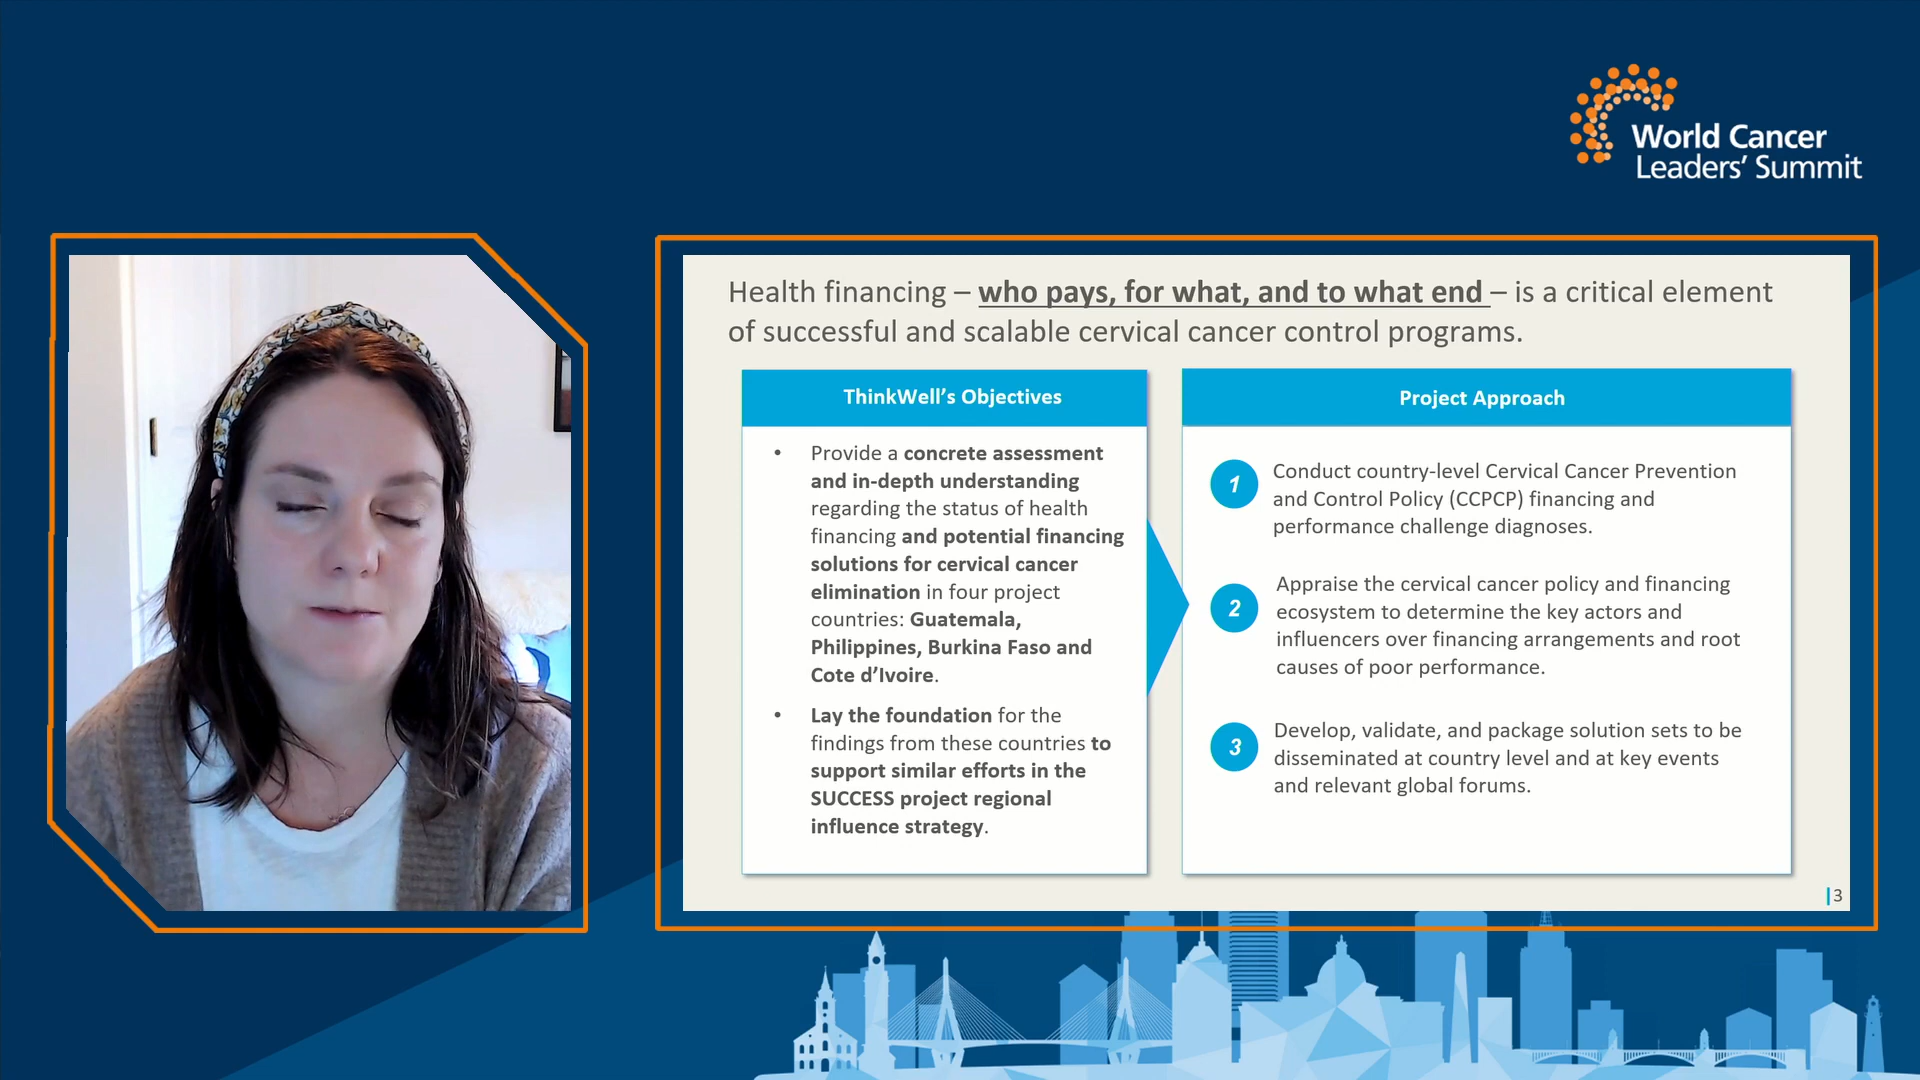 World Cancer
Leaders' Summit
Health financing – who pays, for what, and to what end – is a critical element
of successful and scalable cervical cancer control programs.
ThinkWell's Objectives
• Provide a concrete assessment
and in-depth understanding
regarding the status of health
financing and potential financing
solutions for cervical cancer
elimination in four project
countries: Guatemala,
Philippines, Burkina Faso and
Cote d'Ivoire.
• Lay the foundation for the
findings from these countries to
support similar efforts in the
SUCCESS project regional
influence strategy.
Project Approach
1 Conduct country-level Cervical Cancer Prevention
and Control Policy (CCPCP) financing and
performance challenge diagnoses.
2 Appraise the cervical cancer policy and financing
ecosystem to determine the key actors and
influencers over financing arrangements and root
causes of poor performance.
3 Develop, validate, and package solution sets to be
disseminated at country level and at key events
and relevant global forums.
|3